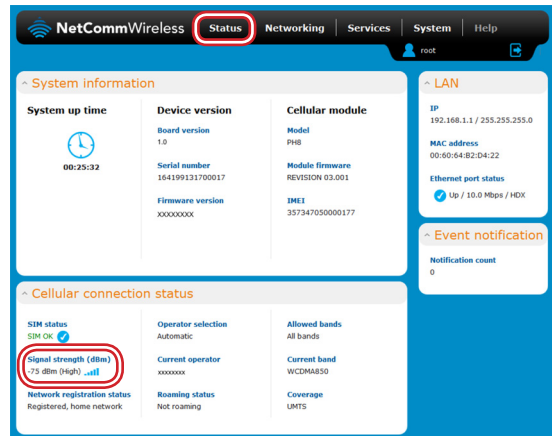 NetCommWireless
Status
Networking
Services
System
Help
root
System information
System up time
00:25:32
Device version
Board version
1.0
Serial number
164199131700017
Firmware version
xxxxxxxx
Cellular module
Model
PH8
Module firmware
REVISION 03.001
IMEI
357347050000177
LAN
IP
192.168.1.1 / 255.255.255.0
MAC address
00:60:64:B2:D4:22
Ethernet port status
Up / 10.0 Mbps / HDX
Event notification
Notification count
0
Cellular connection status
SIM status
SIM OK
Operator selection
Automatic
Allowed bands
All bands
Signal strength (dBm)
-75 dBm (High)
Current operator
xxxxxxxx
Current band
WCDMA850
Network registration status
Registered, home network
Roaming status
Not roaming
Coverage
UMTS